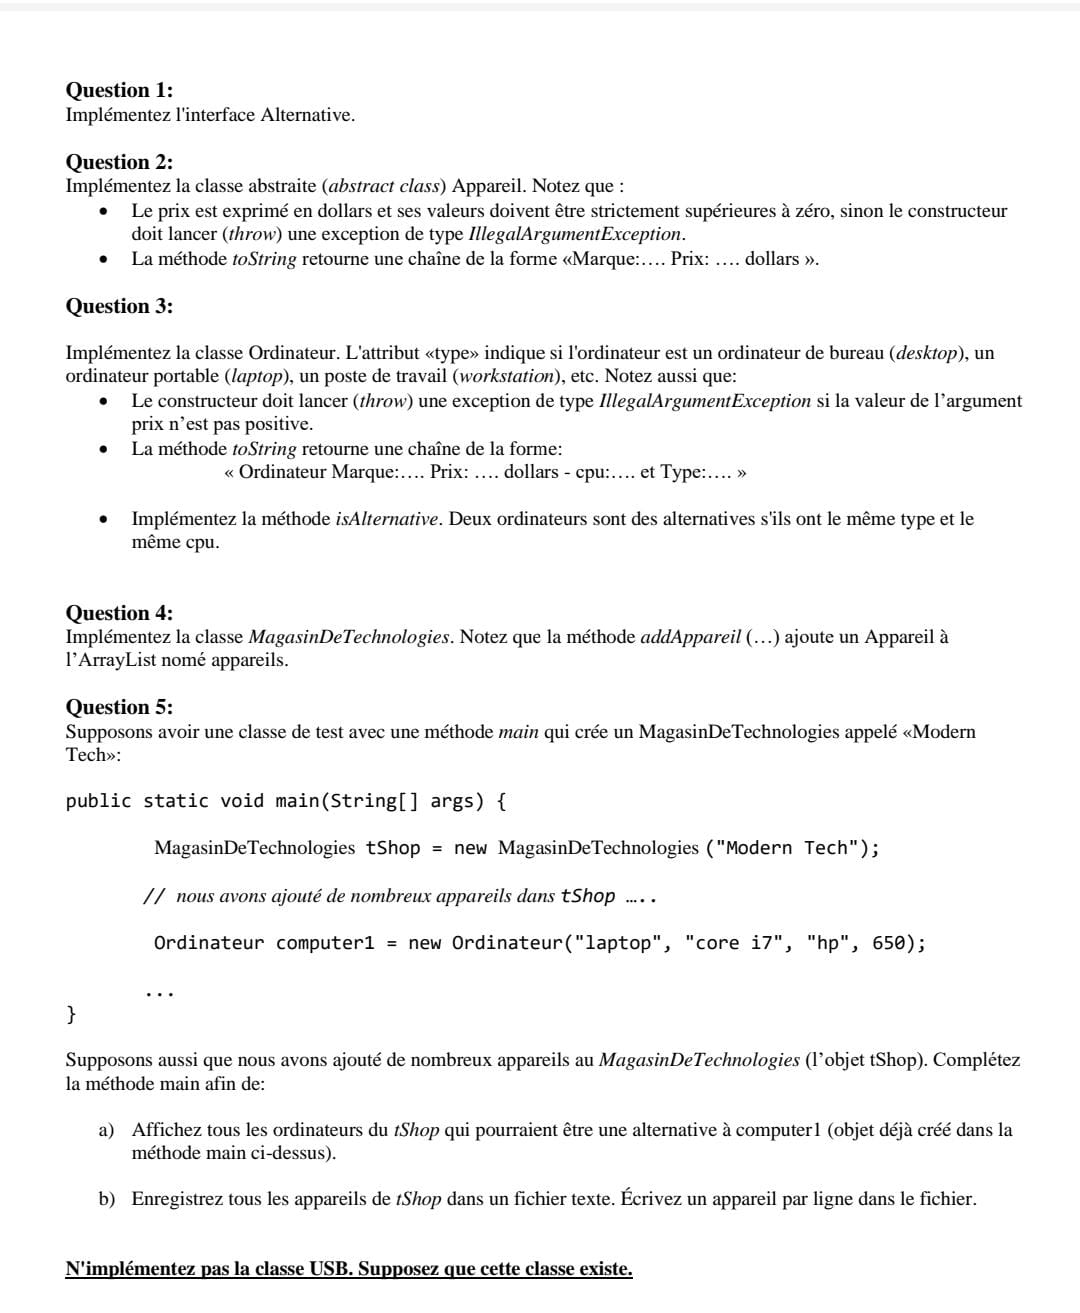 Question 1:
Implémentez l'interface Alternative.
Question 2:
Implémentez la classe abstraite (abstract class) Appareil. Notez que :
• Le prix est exprimé en dollars et ses valeurs doivent être strictement supérieures à zéro, sinon le constructeur
doit lancer (throw) une exception de type IllegalArgumentException.
• La méthode toString retourne une chaîne de la forme «Marque:…. Prix: …. dollars ».
Question 3:
Implémentez la classe Ordinateur. L'attribut «type» indique si l'ordinateur est un ordinateur de bureau (desktop), un
ordinateur portable (laptop), un poste de travail (workstation), etc. Notez aussi que:
• Le constructeur doit lancer (throw) une exception de type IllegalArgumentException si la valeur de l’argument
prix n’est pas positive.
• La méthode toString retourne une chaîne de la forme:
« Ordinateur Marque:…. Prix: …. dollars - cpu:…. et Type:…. »
• Implémentez la méthode isAlternative. Deux ordinateurs sont des alternatives s'ils ont le même type et le
même cpu.
Question 4:
Implémentez la classe MagasinDeTechnologies. Notez que la méthode addAppareil (…) ajoute un Appareil à
l’ArrayList nomé appareils.
Question 5:
Supposons avoir une classe de test avec une méthode main qui crée un MagasinDeTechnologies appelé «Modern
Tech»:
public static void main(String[] args) {
MagasinDeTechnologies tShop = new MagasinDeTechnologies ("Modern Tech");
// nous avons ajouté de nombreux appareils dans tShop …..
Ordinateur computer1 = new Ordinateur("laptop", "core i7", "hp", 650);
...
}
Supposons aussi que nous avons ajouté de nombreux appareils au MagasinDeTechnologies (l’objet tShop). Complétez
la méthode main afin de:
a) Affichez tous les ordinateurs du tShop qui pourraient être une alternative à computer1 (objet déjà créé dans la
méthode main ci-dessus).
b) Enregistrez tous les appareils de tShop dans un fichier texte. Écrivez un appareil par ligne dans le fichier.
N'implémentez pas la classe USB. Supposez que cette classe existe.